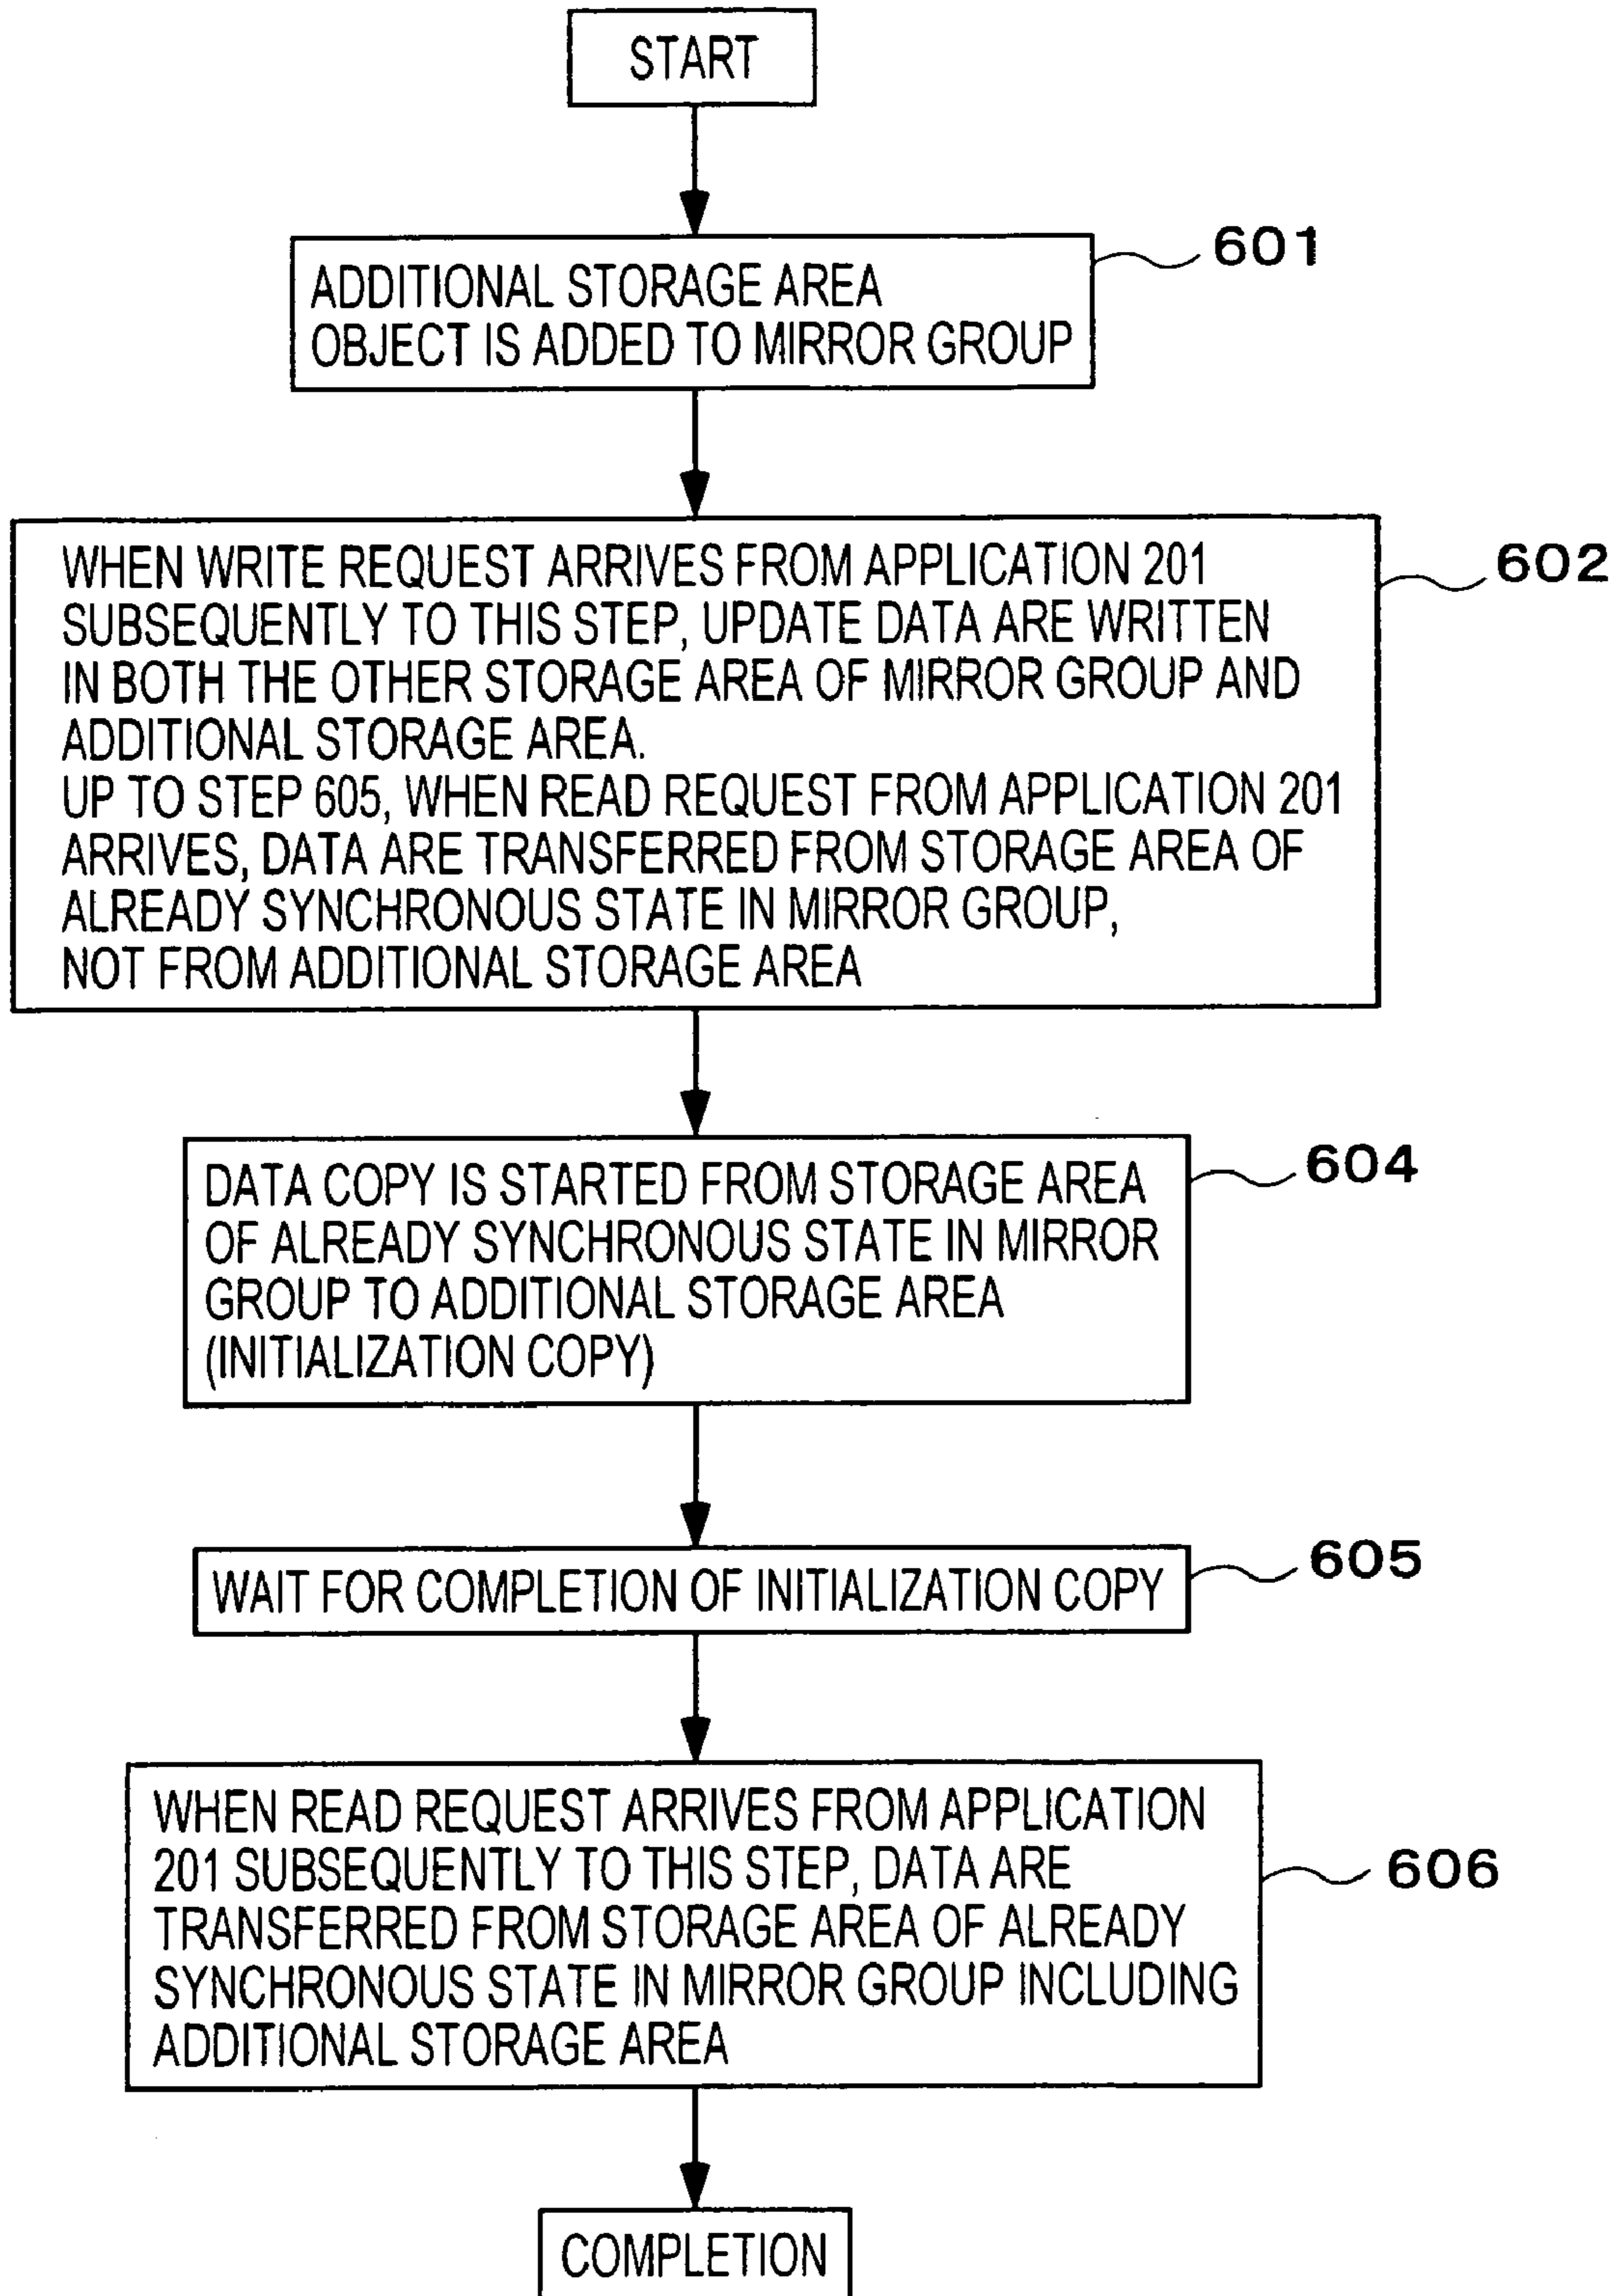 START
601
ADDITIONAL STORAGE AREA
OBJECT IS ADDED TO MIRROR GROUP
602
WHEN WRITE REQUEST ARRIVES FROM APPLICATION 201
SUBSEQUENTLY TO THIS STEP, UPDATE DATA ARE WRITTEN
IN BOTH THE OTHER STORAGE AREA OF MIRROR GROUP AND
ADDITIONAL STORAGE AREA.
UP TO STEP 605, WHEN READ REQUEST FROM APPLICATION 201
ARRIVES, DATA ARE TRANSFERRED FROM STORAGE AREA OF
ALREADY SYNCHRONOUS STATE IN MIRROR GROUP,
NOT FROM ADDITIONAL STORAGE AREA
604
DATA COPY IS STARTED FROM STORAGE AREA
OF ALREADY SYNCHRONOUS STATE IN MIRROR
GROUP TO ADDITIONAL STORAGE AREA
(INITIALIZATION COPY)
605
WAIT FOR COMPLETION OF INITIALIZATION COPY
606
WHEN READ REQUEST ARRIVES FROM APPLICATION
201 SUBSEQUENTLY TO THIS STEP, DATA ARE
TRANSFERRED FROM STORAGE AREA OF ALREADY
SYNCHRONOUS STATE IN MIRROR GROUP INCLUDING
ADDITIONAL STORAGE AREA
COMPLETION